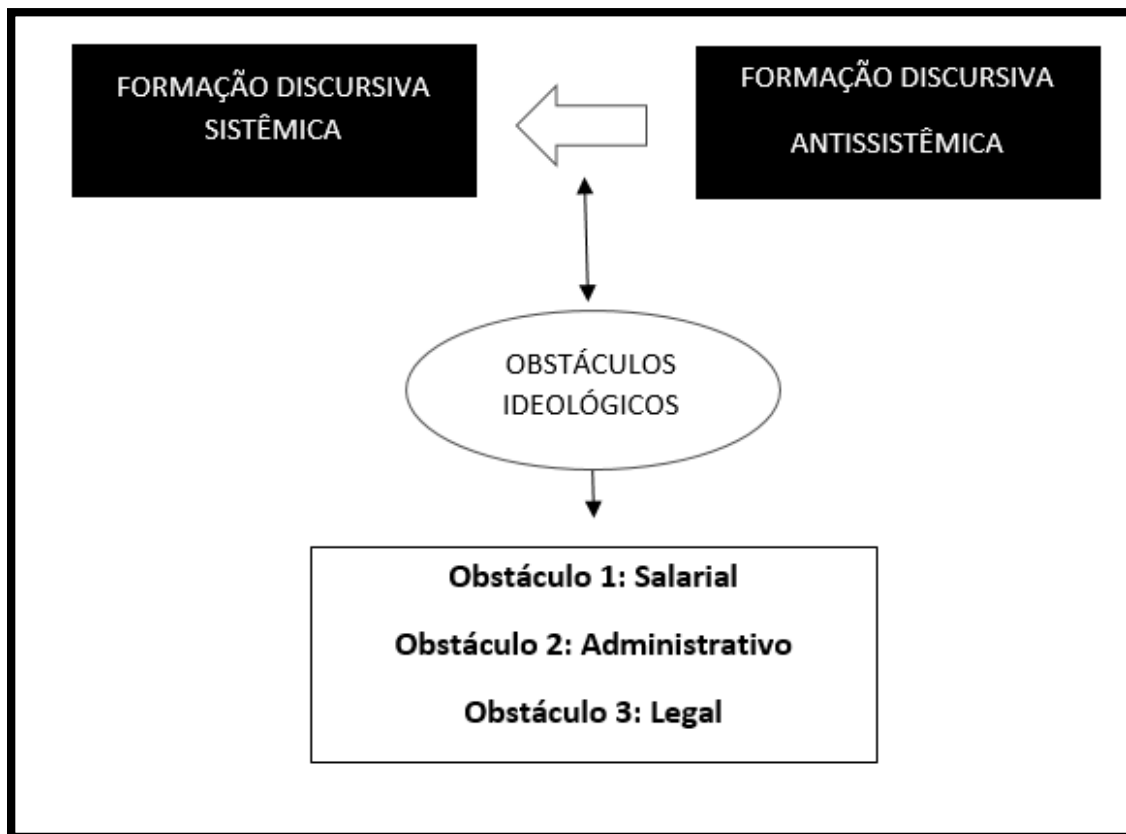 FORMAÇÃO DISCURSIVA
SISTÊMICA
FORMAÇÃO DISCURSIVA
ANTISSISTÊMICA
OBSTÁCULOS
IDEOLÓGICOS
Obstáculo 1: Salarial
Obstáculo 2: Administrativo
Obstáculo 3: Legal